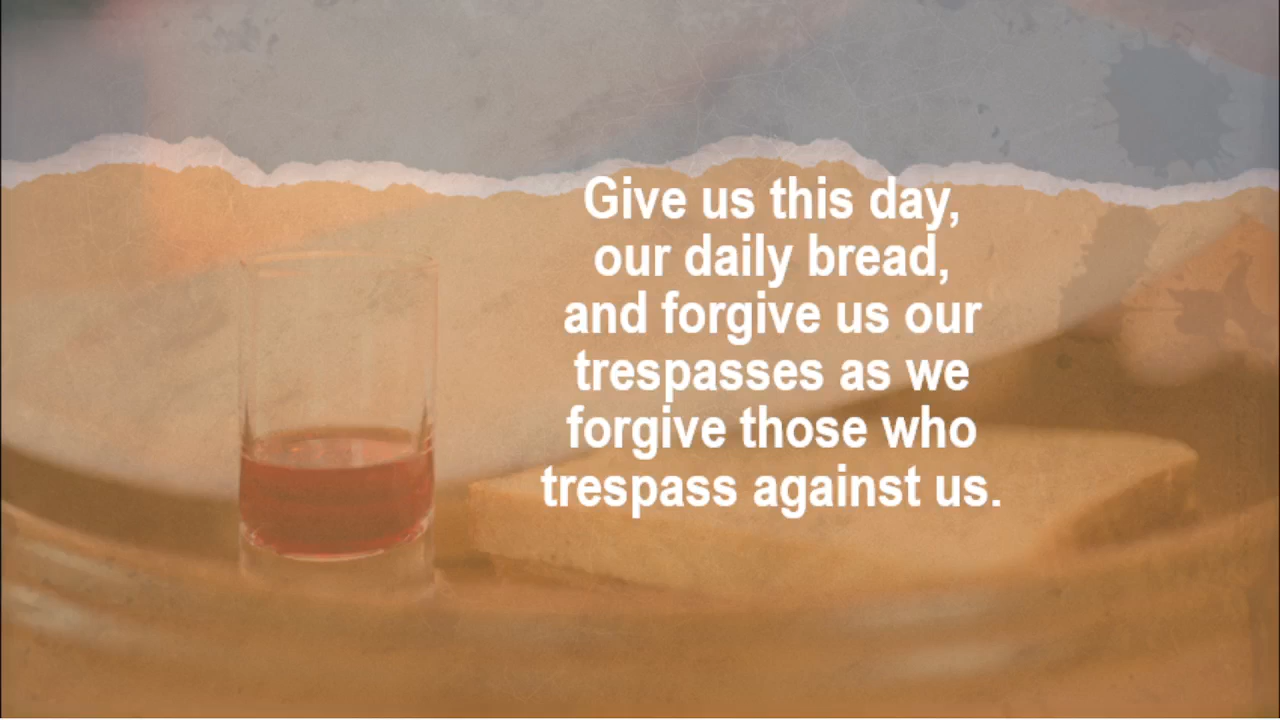 Give us this day,
our daily bread,
and forgive us our
trespasses as we
forgive those who
trespass against us.